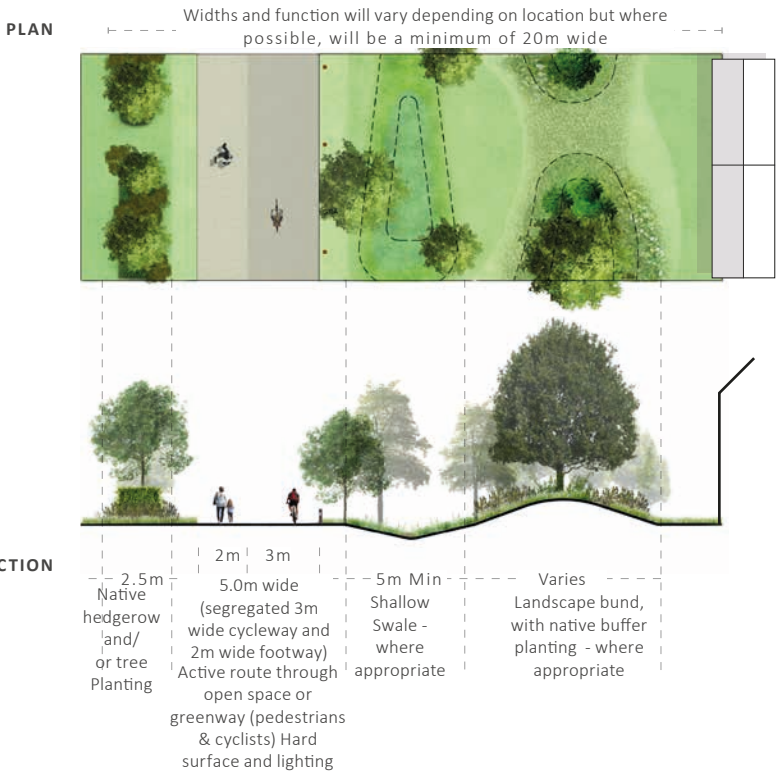 PLAN
Widths and function will vary depending on location but where
possible, will be a minimum of 20m wide
CTION
2.5m
Native
hedgerow
and/
or tree
Planting
2m
3m
5.0m wide
(segregated 3m
wide cycleway and
2m wide footway)
Active route through
open space or
greenway (pedestrians
& cyclists) Hard
surface and lighting
5m Min
Shallow
Swale -
where
appropriate
Varies
Landscape bund,
with native buffer
planting - where
appropriate